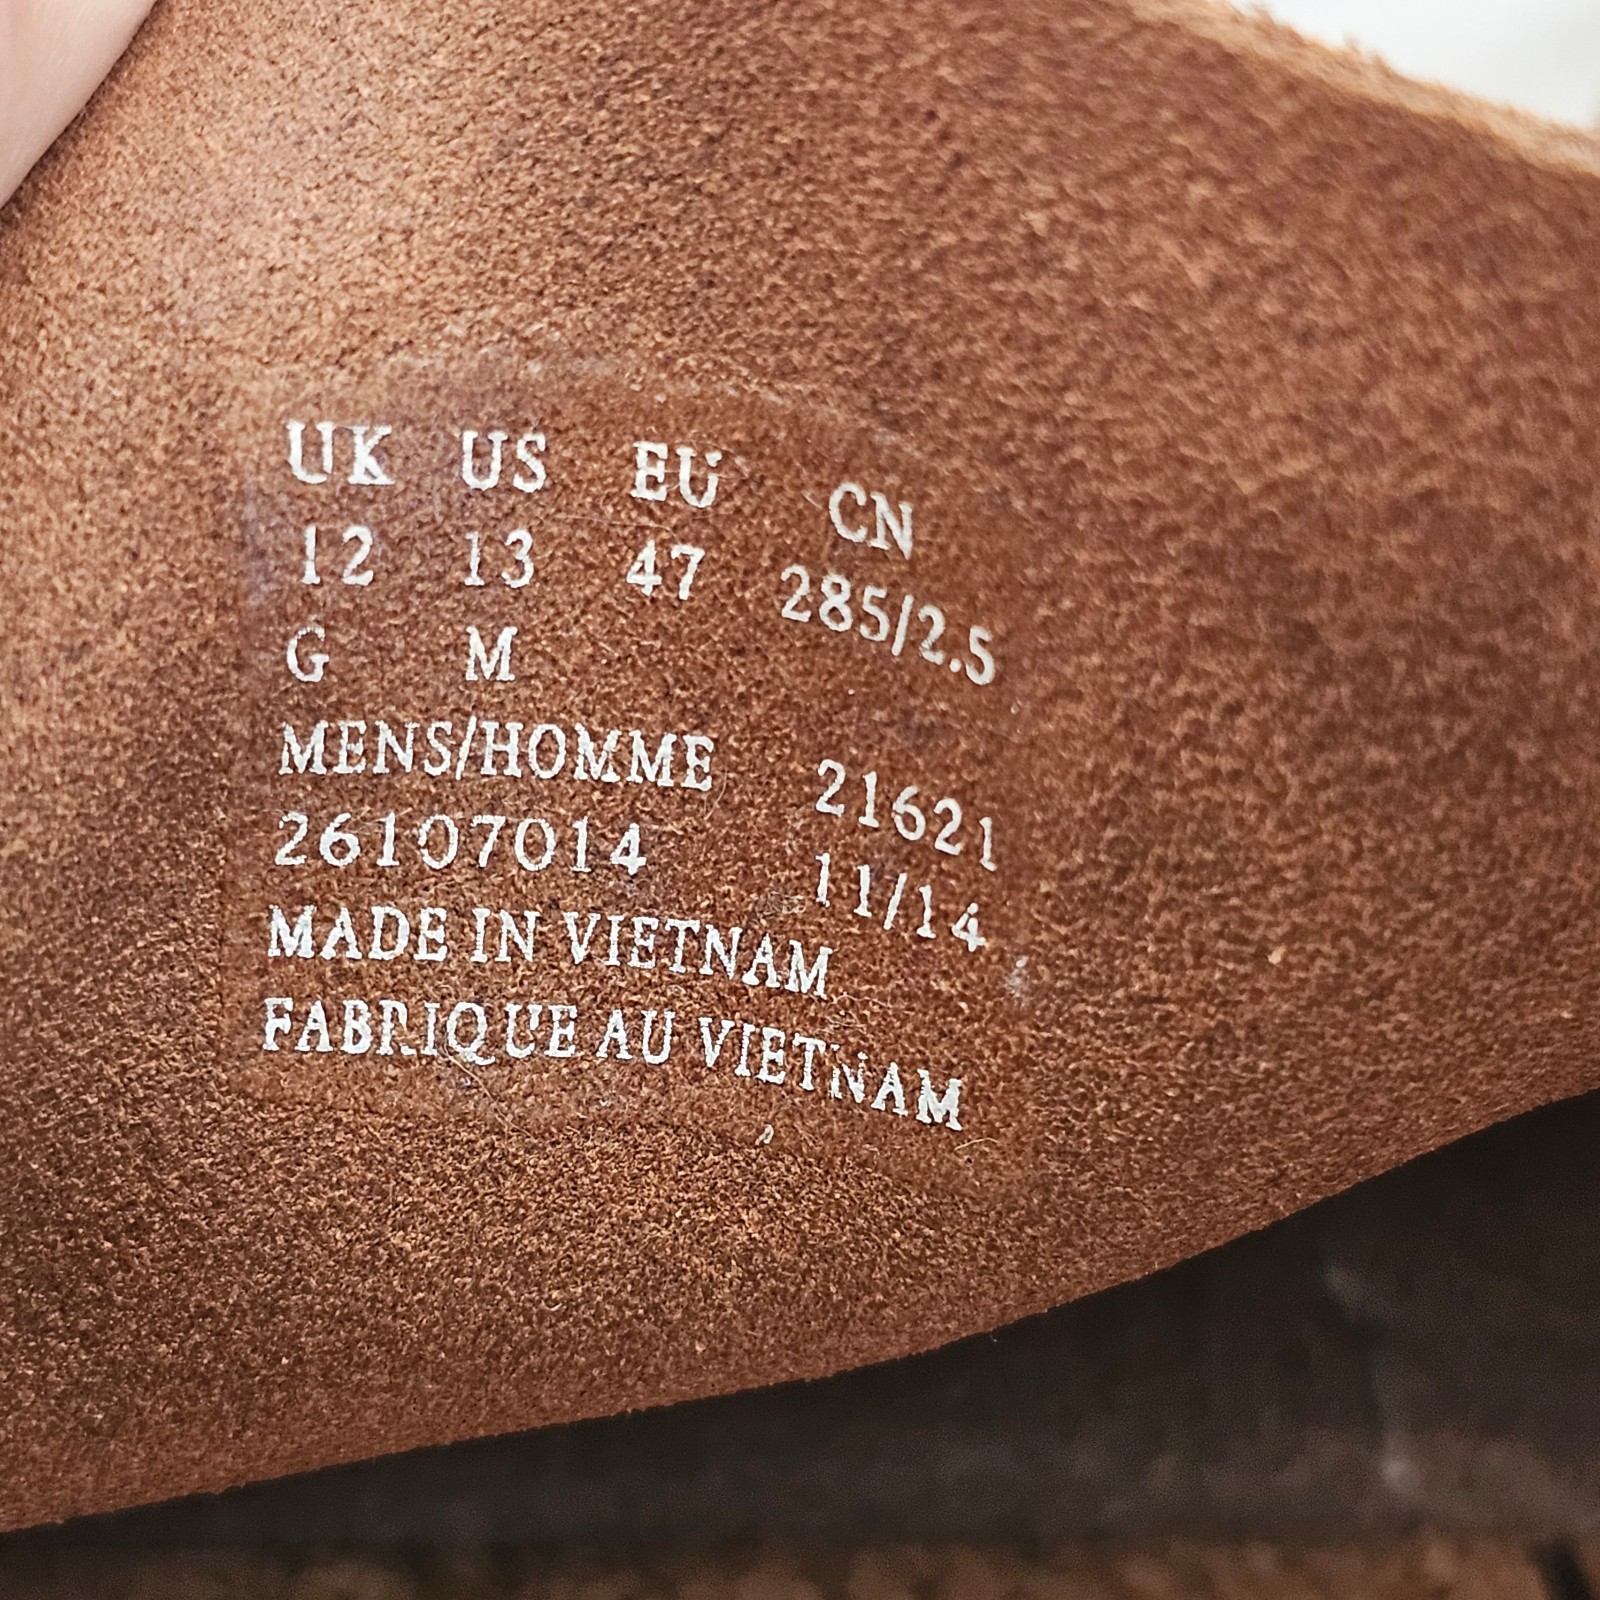 UK US EU CN
12 13 47 285/2.5
G M
MENS/HOMME 21621
26107014 11/14
MADE IN VIETNAM
FABRIQUE AU VIETNAM